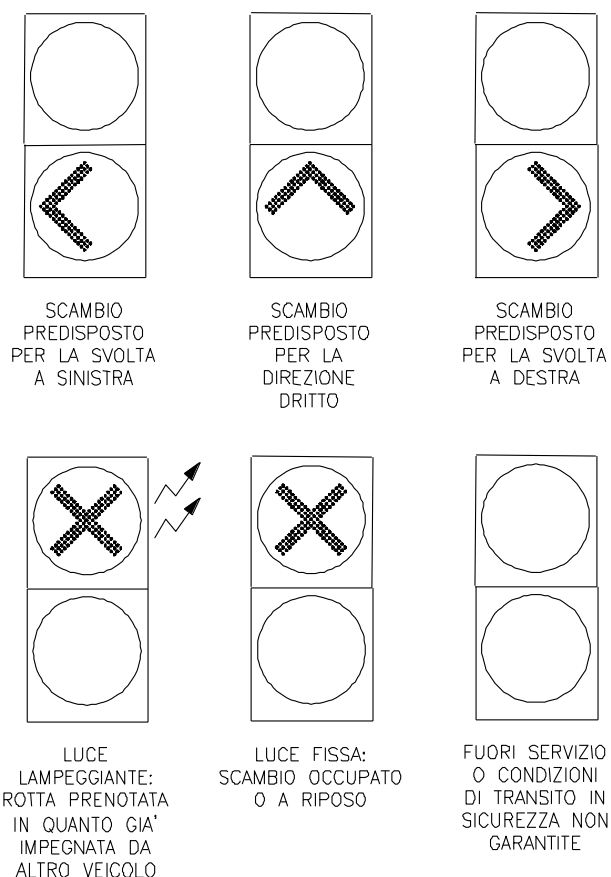 SCAMBIO
PREDISPOSTO
PER LA SVOLTA
A SINISTRA
SCAMBIO
PREDISPOSTO
PER LA
DIREZIONE
DRITTO
SCAMBIO
PREDISPOSTO
PER LA SVOLTA
A DESTRA
LUCE
LAMPEGGIANTE:
ROTTA PRENOTATA
IN QUANTO GIA'
IMPEGNATA DA
ALTRO VEICOLO
LUCE FISSA:
SCAMBIO OCCUPATO
O A RIPOSO
FUORI SERVIZIO
O CONDIZIONI
DI TRANSITO IN
SICUREZZA NON
GARANTITE